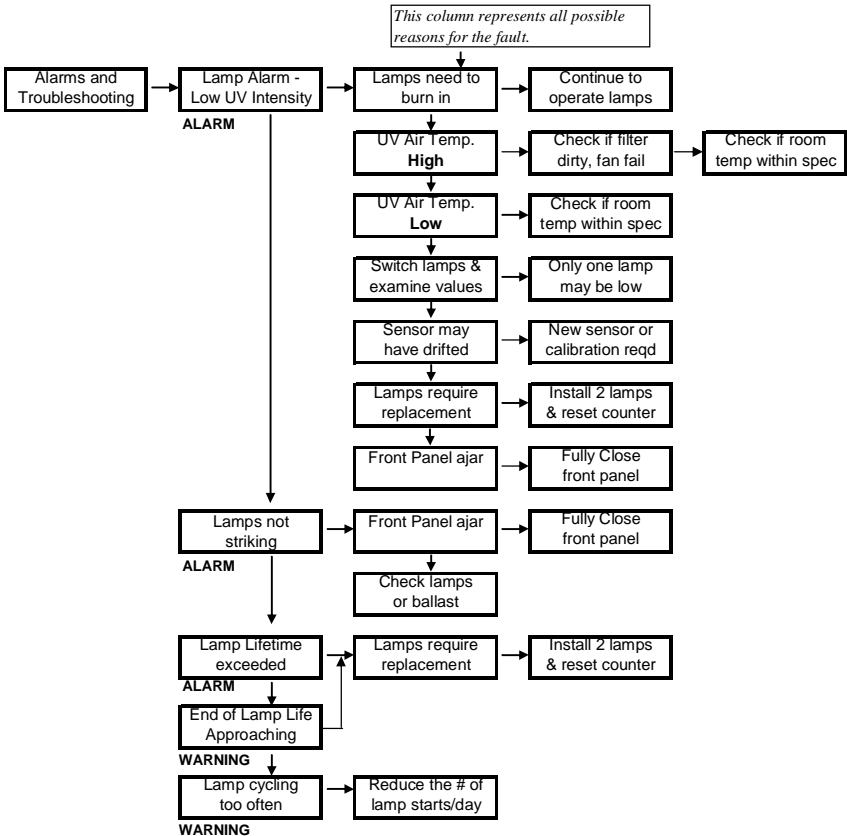 This column represents all possible
reasons for the fault.
Alarms and
Troubleshooting
Lamp Alarm -
Low UV Intensity
ALARM
Lamps need to
burn in
Continue to
operate lamps
UV Air Temp.
High
Check if filter
dirty, fan fail
Check if room
temp within spec
UV Air Temp.
Low
Check if room
temp within spec
Switch lamps &
examine values
Only one lamp
may be low
Sensor may
have drifted
New sensor or
calibration reqd
Lamps require
replacement
Install 2 lamps
& reset counter
Front Panel ajar
Fully Close
front panel
Lamps not
striking
ALARM
Front Panel ajar
Fully Close
front panel
Check lamps
or ballast
Lamp Lifetime
exceeded
ALARM
Lamps require
replacement
Install 2 lamps
& reset counter
End of Lamp Life
Approaching
WARNING
Lamp cycling
too often
WARNING
Reduce the # of
lamp starts/day